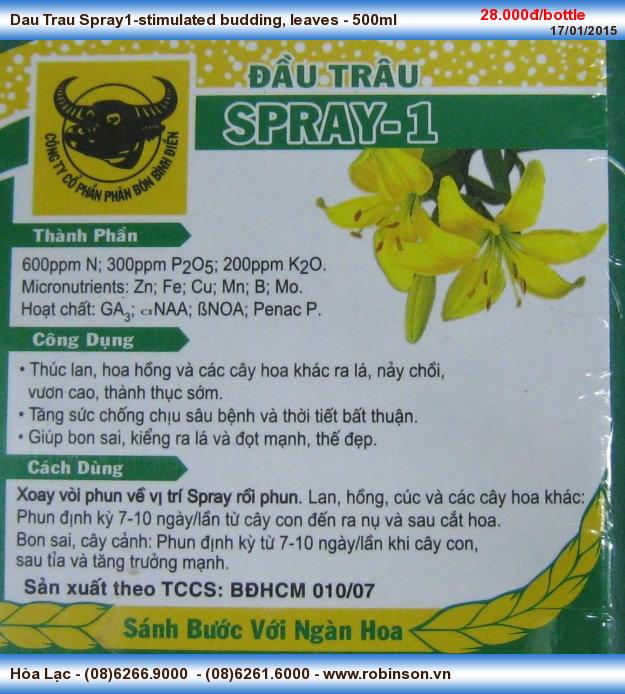 Dau Trau Spray1-stimulated budding, leaves - 500ml
28.000đ/bottle
17/01/2015
ĐẦU TRÂU
SPRAY-1
CÔNG TY CỔ PHẦN PHÂN BÓN BÌNH ĐIỀN
Thành Phần
600ppm N; 300ppm P2O5; 200ppm K2O.
Micronutrients: Zn; Fe; Cu; Mn; B; Mo.
Hoạt chất: GA3; αNAA; ßNOA; Penac P.
Công Dụng
• Thúc lan, hoa hồng và các cây hoa khác ra lá, nảy chồi,
vươn cao, thành thục sớm.
• Tăng sức chống chịu sâu bệnh và thời tiết bất thuận.
• Giúp bon sai, kiểng ra lá và đọt mạnh, thế đẹp.
Cách Dùng
Xoay vòi phun về vị trí Spray rồi phun. Lan, hồng, cúc và các cây hoa khác:
Phun định kỳ 7-10 ngày/lần từ cây con đến ra nụ và sau cắt hoa.
Bon sai, cây cảnh: Phun định kỳ từ 7-10 ngày/lần khi cây con,
sau tỉa và tăng trưởng mạnh.
Sản xuất theo TCCS: BĐHCM 010/07
Sánh Bước Với Ngàn Hoa
Hòa Lạc - (08)6266.9000 - (08)6261.6000 - www.robinson.vn